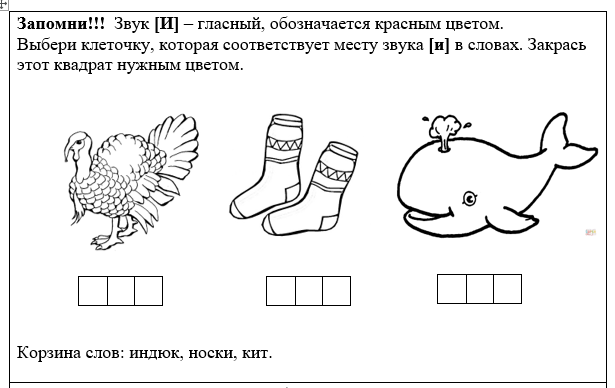 Запомни!!! Звук [И] – гласный, обозначается красным цветом.
Выбери клеточку, которая соответствует месту звука [и] в словах. Закрась
этот квадрат нужным цветом.
Корзина слов: индюк, носки, кит.